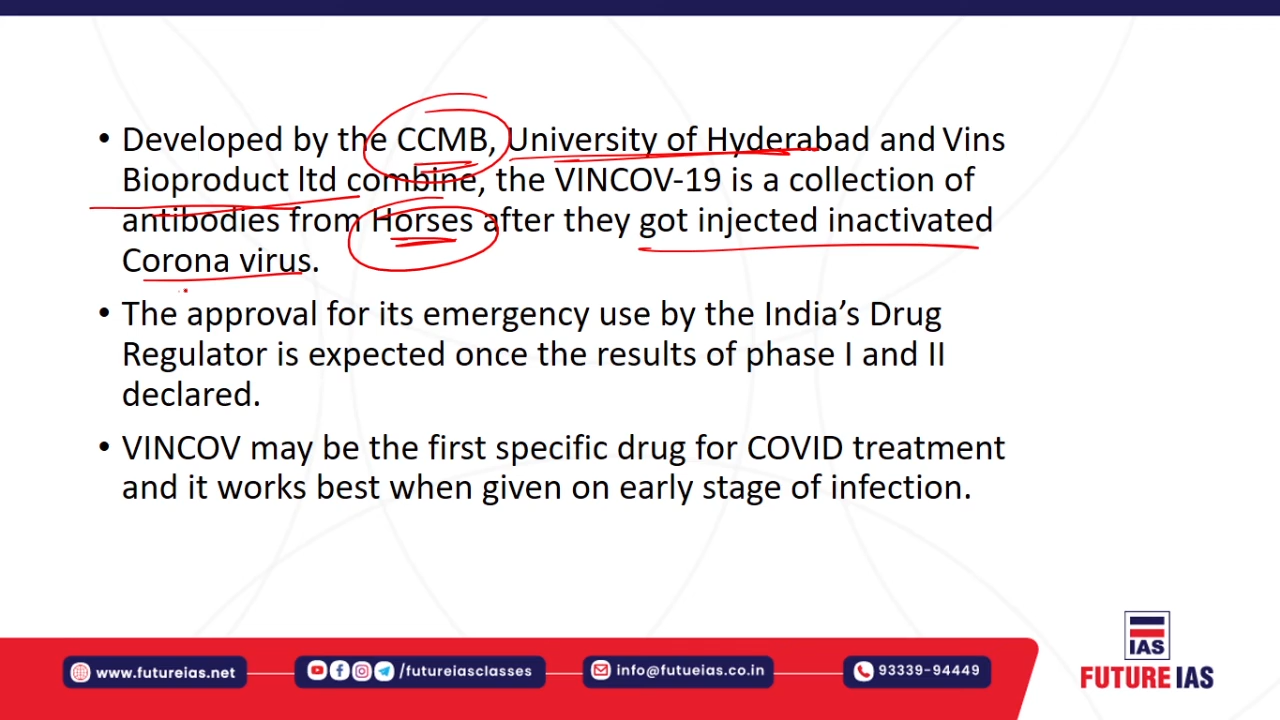 • Developed by the CCMB, University of Hyderabad and Vins
Bioproduct ltd combine, the VINCOV-19 is a collection of
antibodies from Horses after they got injected inactivated
Corona virus.
• The approval for its emergency use by the India’s Drug
Regulator is expected once the results of phase I and II
declared.
• VINCOV may be the first specific drug for COVID treatment
and it works best when given on early stage of infection.
IAS
www.futureias.net
/futureiasclasses
info@futueias.co.in
93339-94449
FUTURE IAS